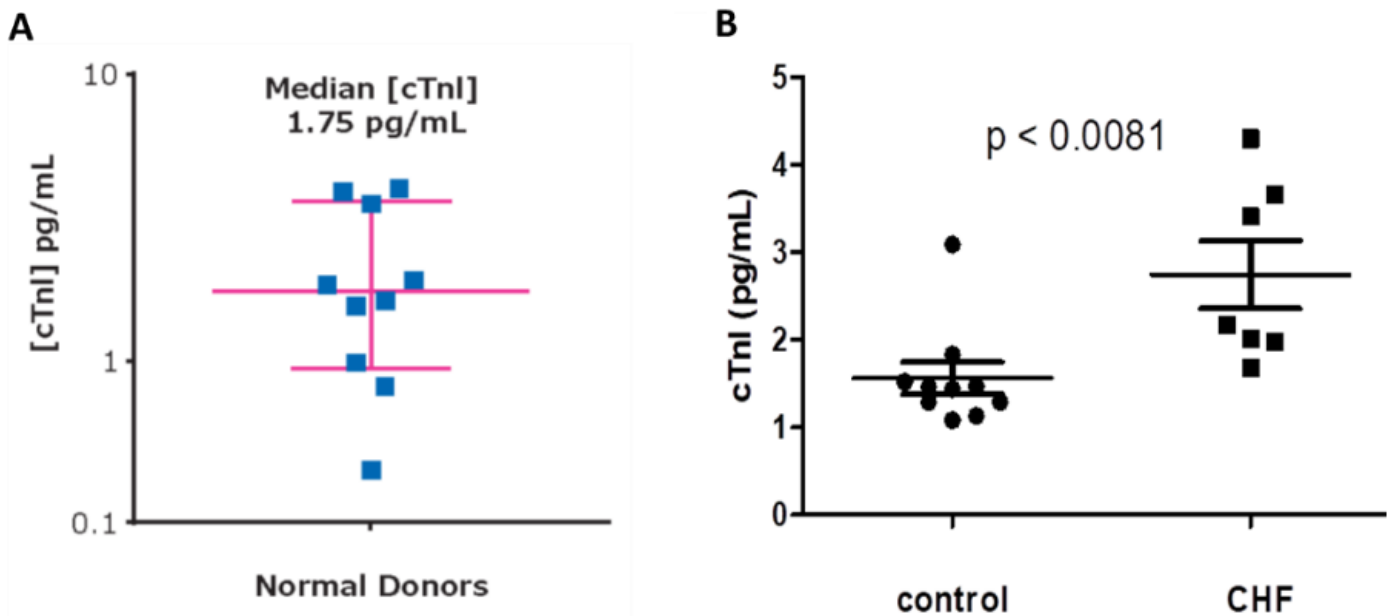 A
10
1
0.1
[cTnI] pg/mL
Median [cTnI]
1.75 pg/mL
Normal Donors
B
5
4
3
2
1
0
cTnI (pg/mL)
p < 0.0081
control
CHF